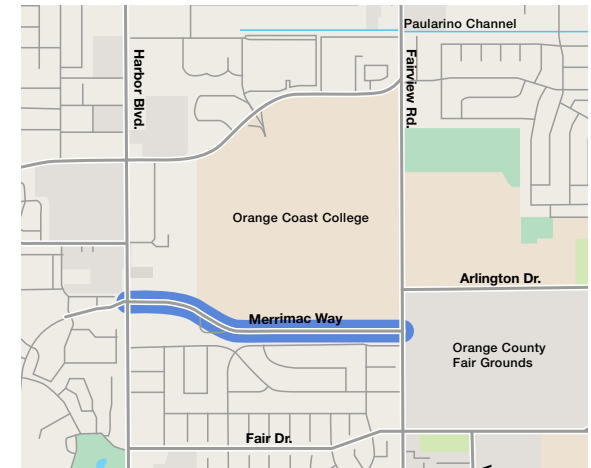 Paularino Channel
Harbor Blvd.
Fairview Rd.
Orange Coast College
Arlington Dr.
Merrimac Way
Orange County
Fair Grounds
Fair Dr.